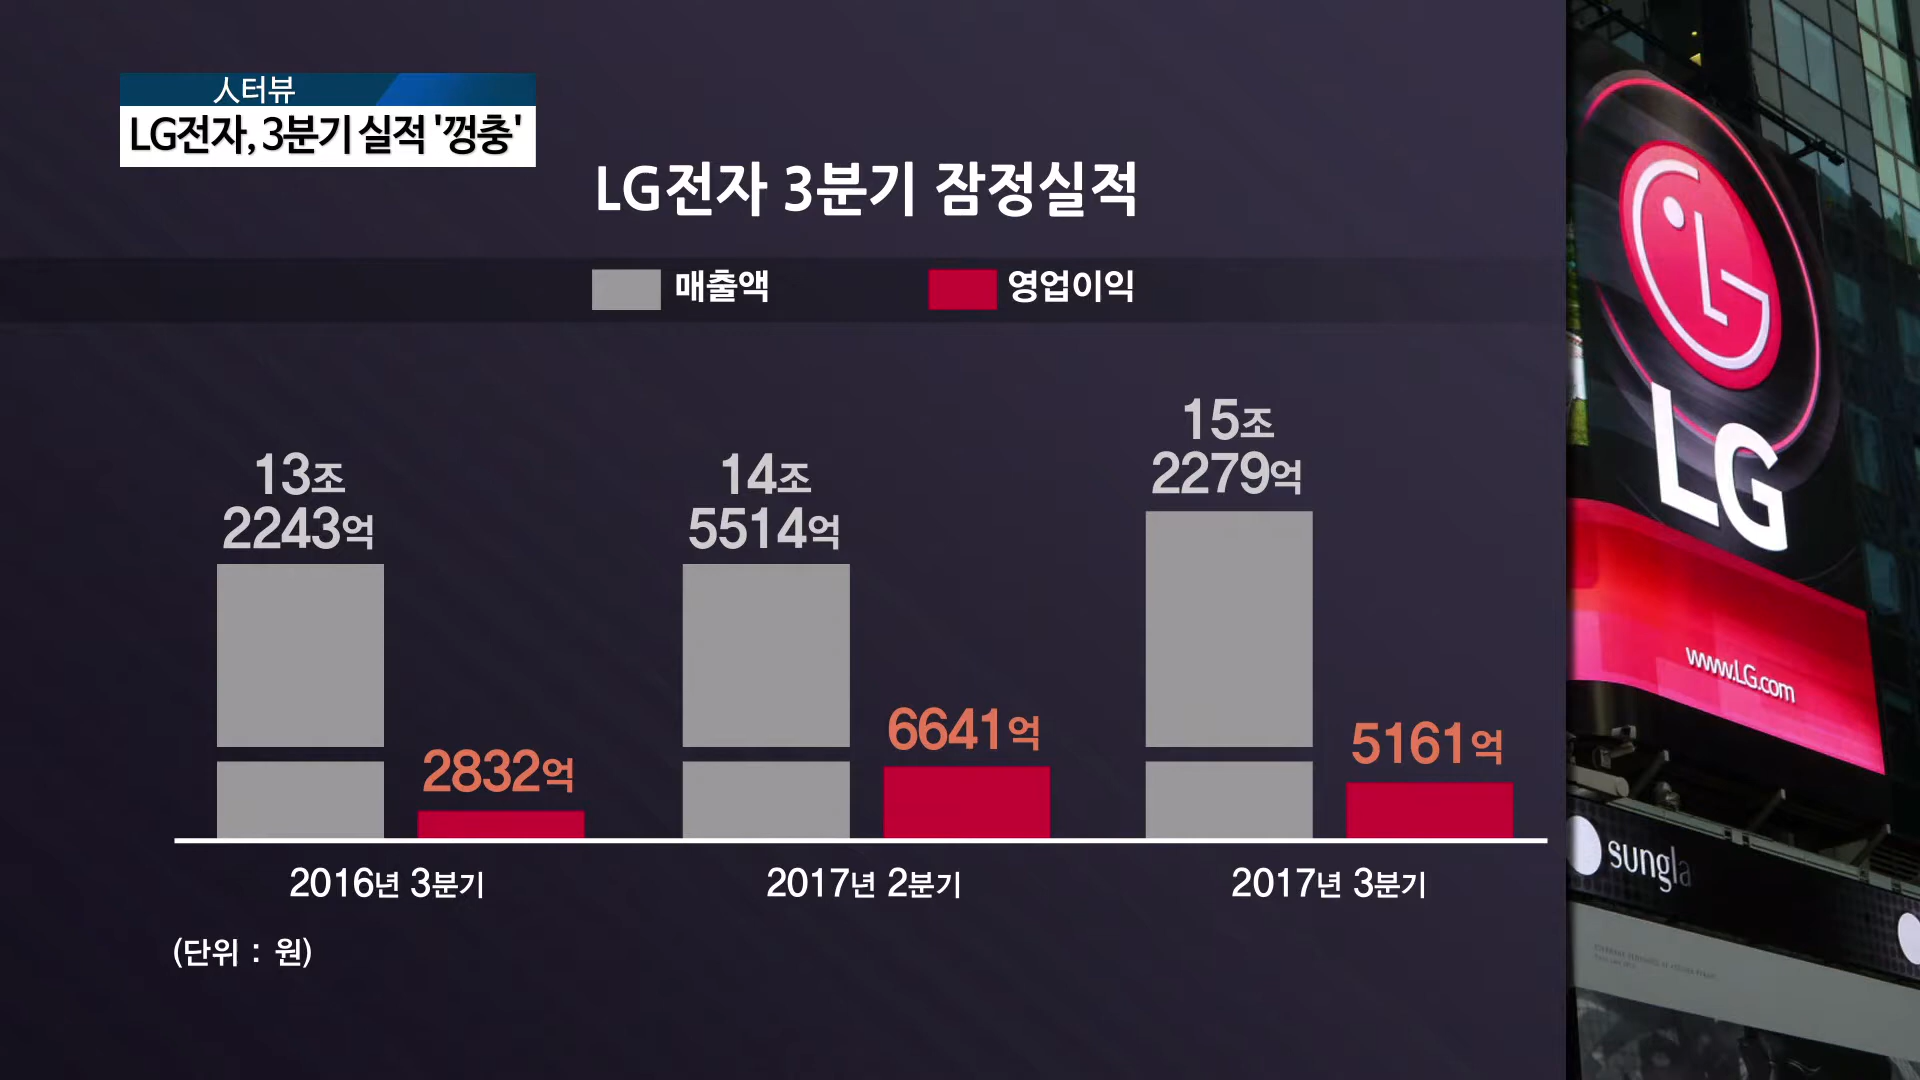 人터뷰
LG전자, 3분기 실적 '껑충'
LG전자 3분기 잠정실적
매출액
영업이익
13조
2243억
2832억
14조
5514억
6641억
15조
2279억
5161억
2016년 3분기
2017년 2분기
2017년 3분기
(단위 : 원)
LG
www.LG.com
sungla